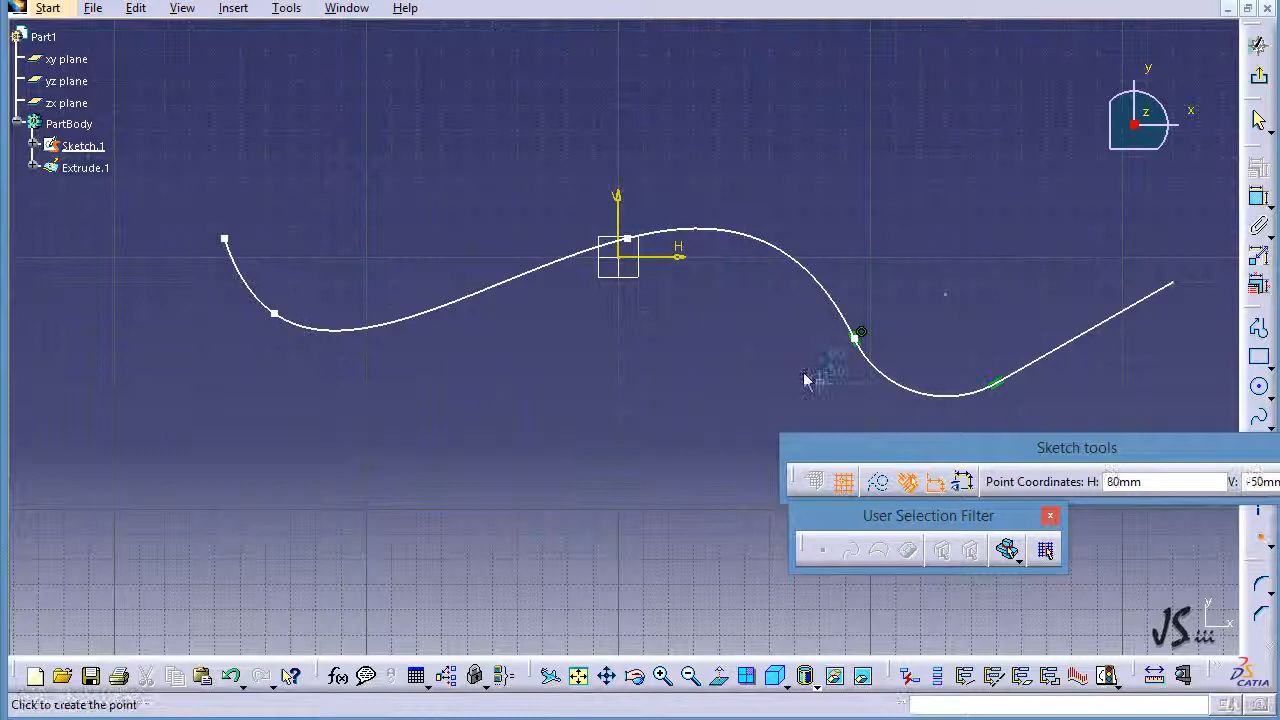 Start File Edit View Insert Tools Window Help
Part1
xy plane
yz plane
zx plane
PartBody
Sketch.1
Extrude.1
y
x
z
V
H
Sketch tools
Point Coordinates: H: 80mm V: -50mm
User Selection Filter
y
x
JS...
f(x)
CATIA
Click to create the point